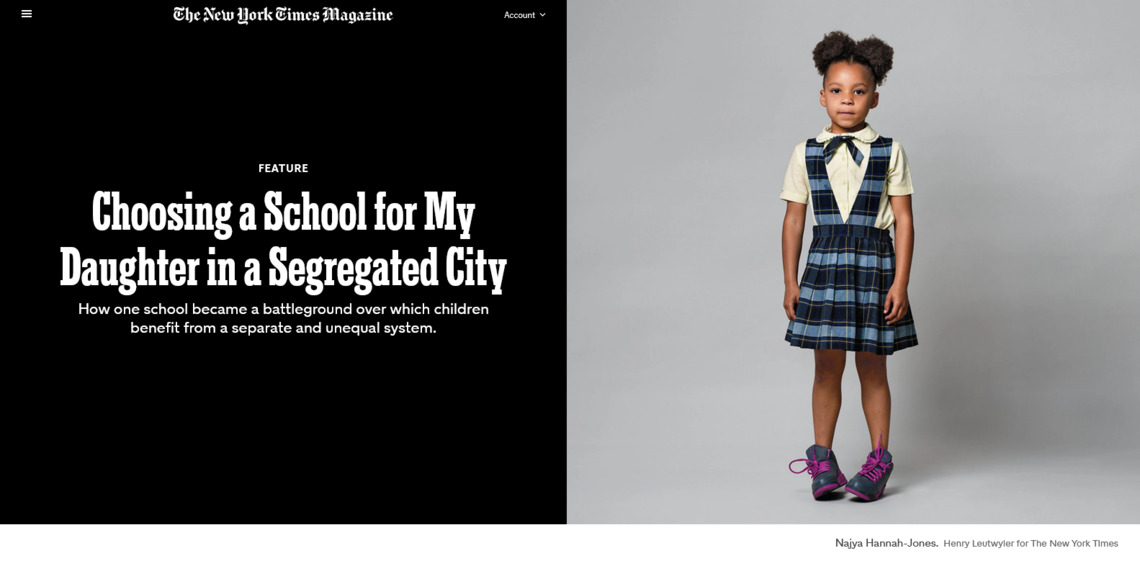 The New York Times Magazine
Account
FEATURE
Choosing a School for My
Daughter in a Segregated City
How one school became a battleground over which children
benefit from a separate and unequal system.
Najya Hannah-Jones. Henry Leutwyler for The New York Times